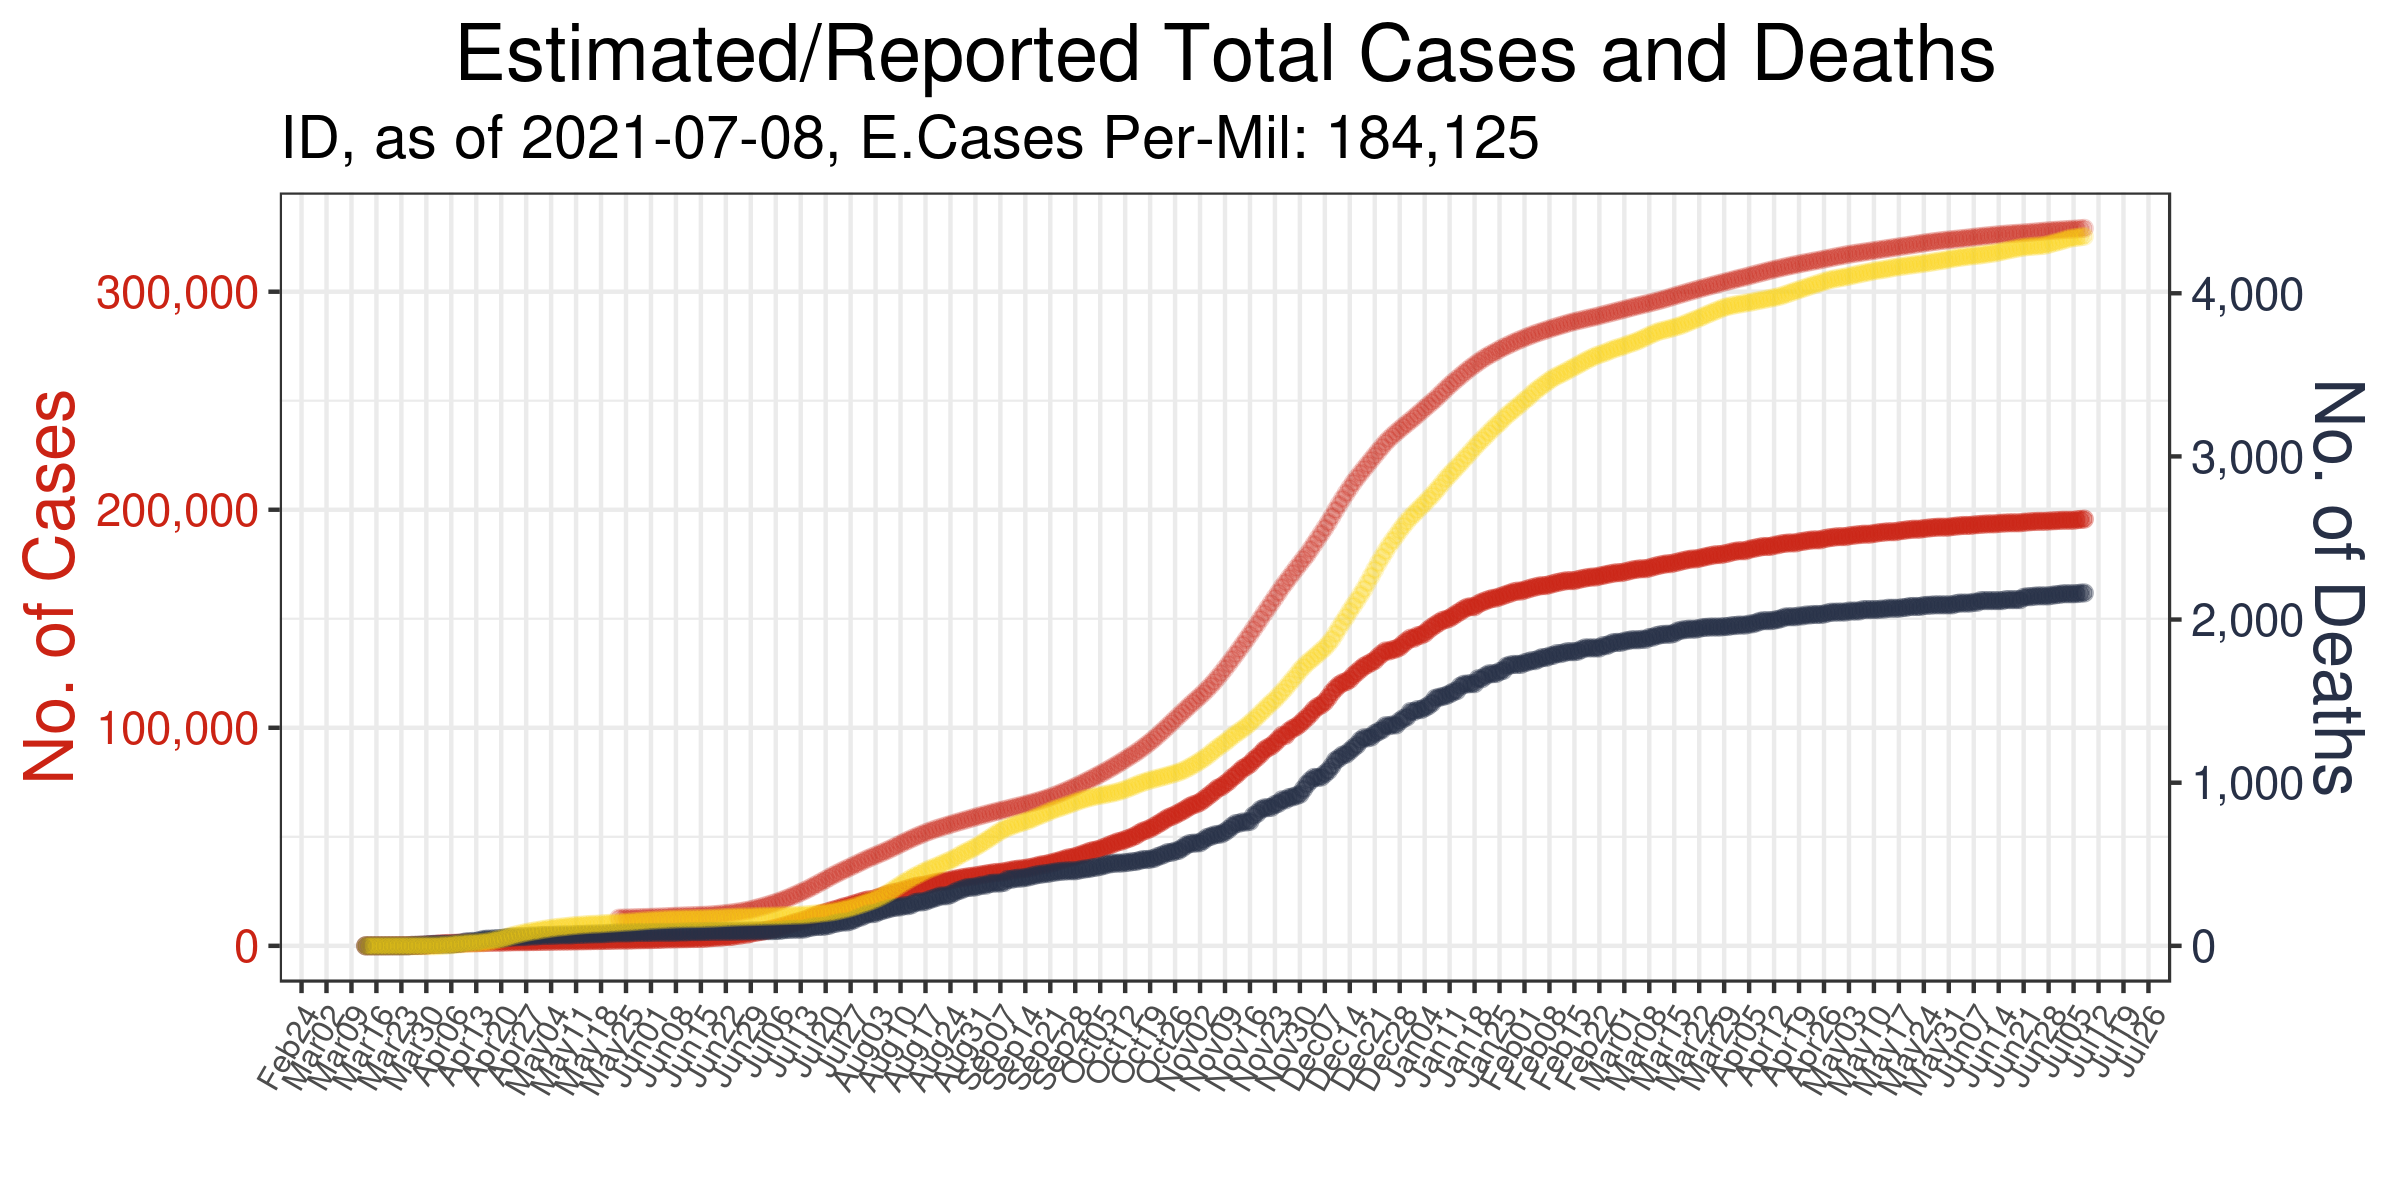 Estimated/Reported Total Cases and Deaths
ID, as of 2021-07-08, E.Cases Per-Mil: 184,125
No. of Cases
300,000
200,000
100,000
0
4,000
3,000
2,000
1,000
0
No. of Deaths
Feb24
Mar02
Mar09
Mar16
Mar23
Mar30
Apr06
Apr13
Apr20
Apr27
May04
May11
May18
May25
Jun01
Jun08
Jun15
Jun22
Jun29
Jul06
Jul13
Jul20
Jul27
Aug03
Aug10
Aug17
Aug24
Aug31
Sep07
Sep14
Sep21
Sep28
Oct05
Oct12
Oct19
Oct26
Nov02
Nov09
Nov16
Nov23
Nov30
Dec07
Dec14
Dec21
Dec28
Jan04
Jan11
Jan18
Jan25
Feb01
Feb08
Feb15
Feb22
Mar01
Mar08
Mar15
Mar22
Mar29
Apr05
Apr12
Apr19
Apr26
May03
May10
May17
May24
May31
Jun07
Jun14
Jun21
Jun28
Jul05
Jul12
Jul19
Jul26